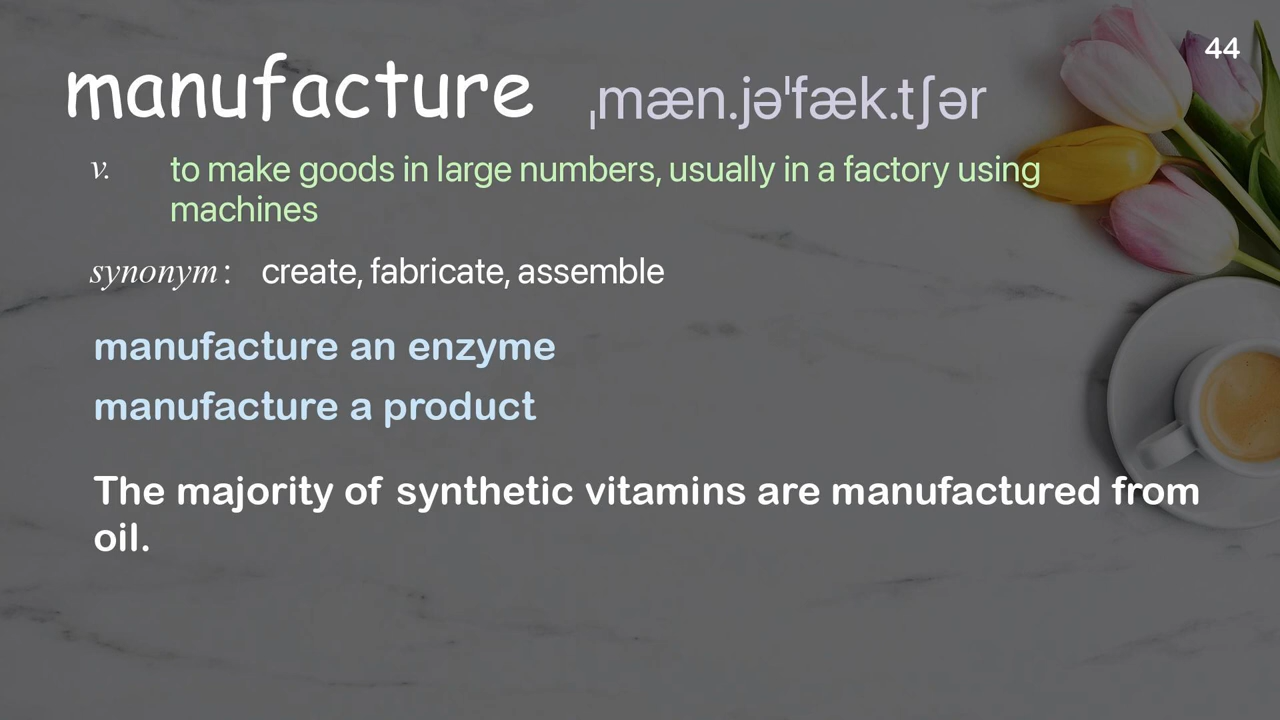 44
manufacture ˌmæn.jəˈfæk.tʃər
v. to make goods in large numbers, usually in a factory using
machines
synonym: create, fabricate, assemble
manufacture an enzyme
manufacture a product
The majority of synthetic vitamins are manufactured from
oil.